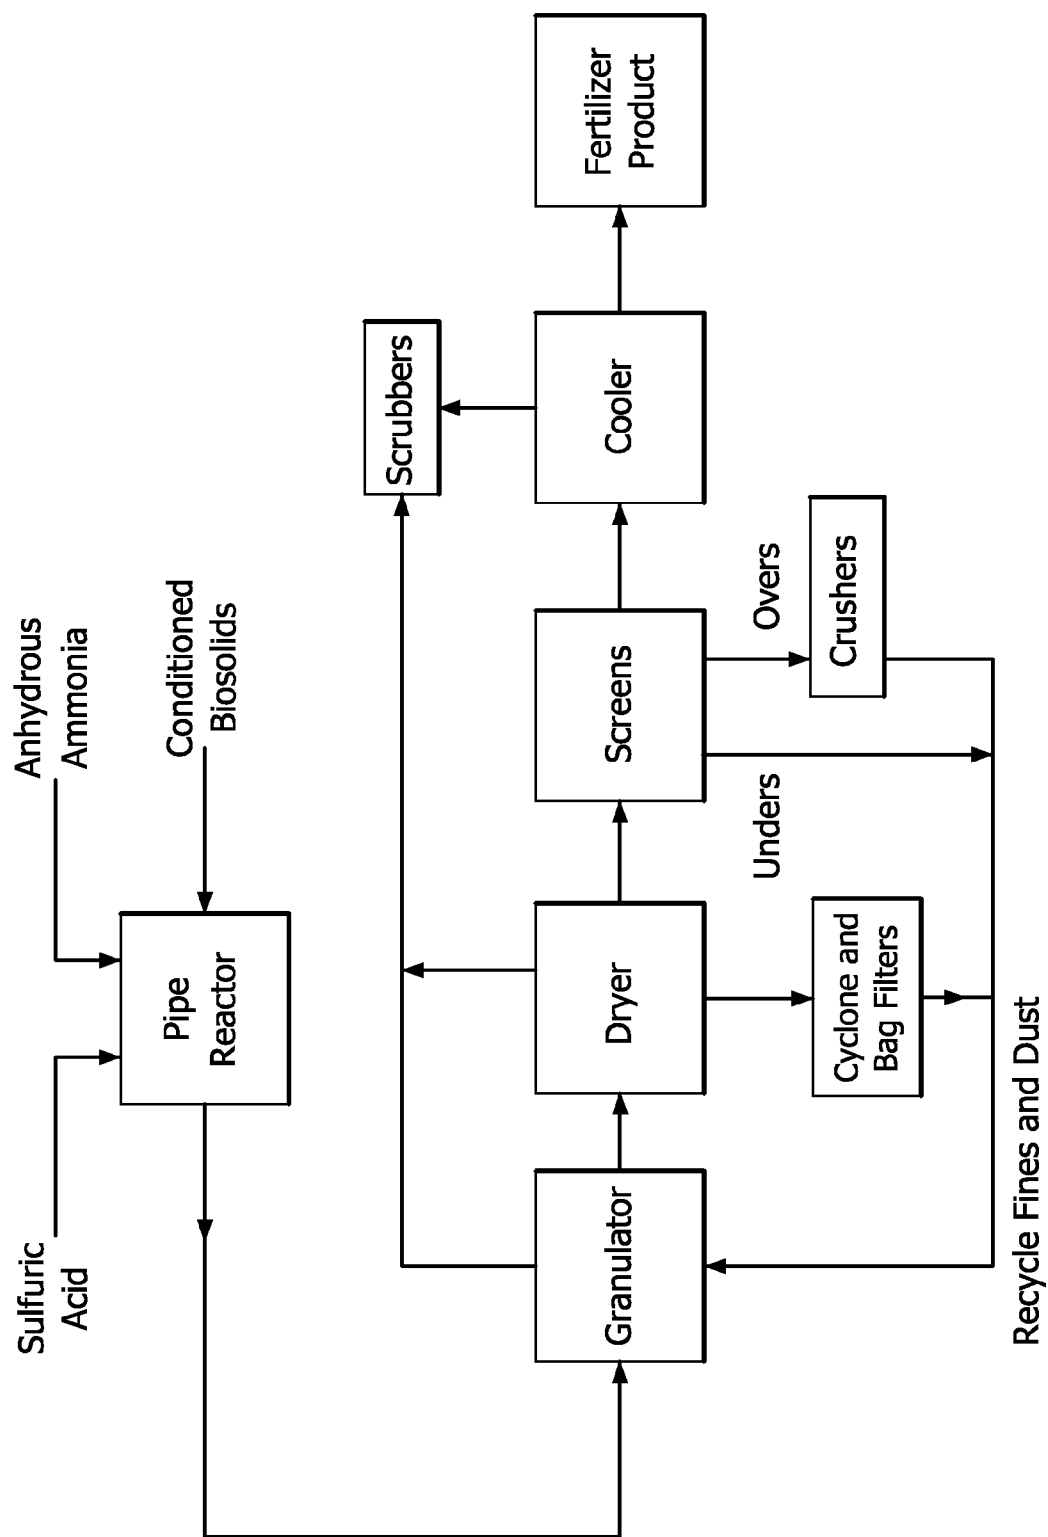 Sulfuric
Acid
Anhydrous
Ammonia
Pipe
Reactor
Conditioned
Biosolids
Scrubbers
Granulator
Dryer
Screens
Cooler
Fertilizer
Product
Unders
Overs
Cyclone and
Bag Filters
Crushers
Recycle Fines and Dust